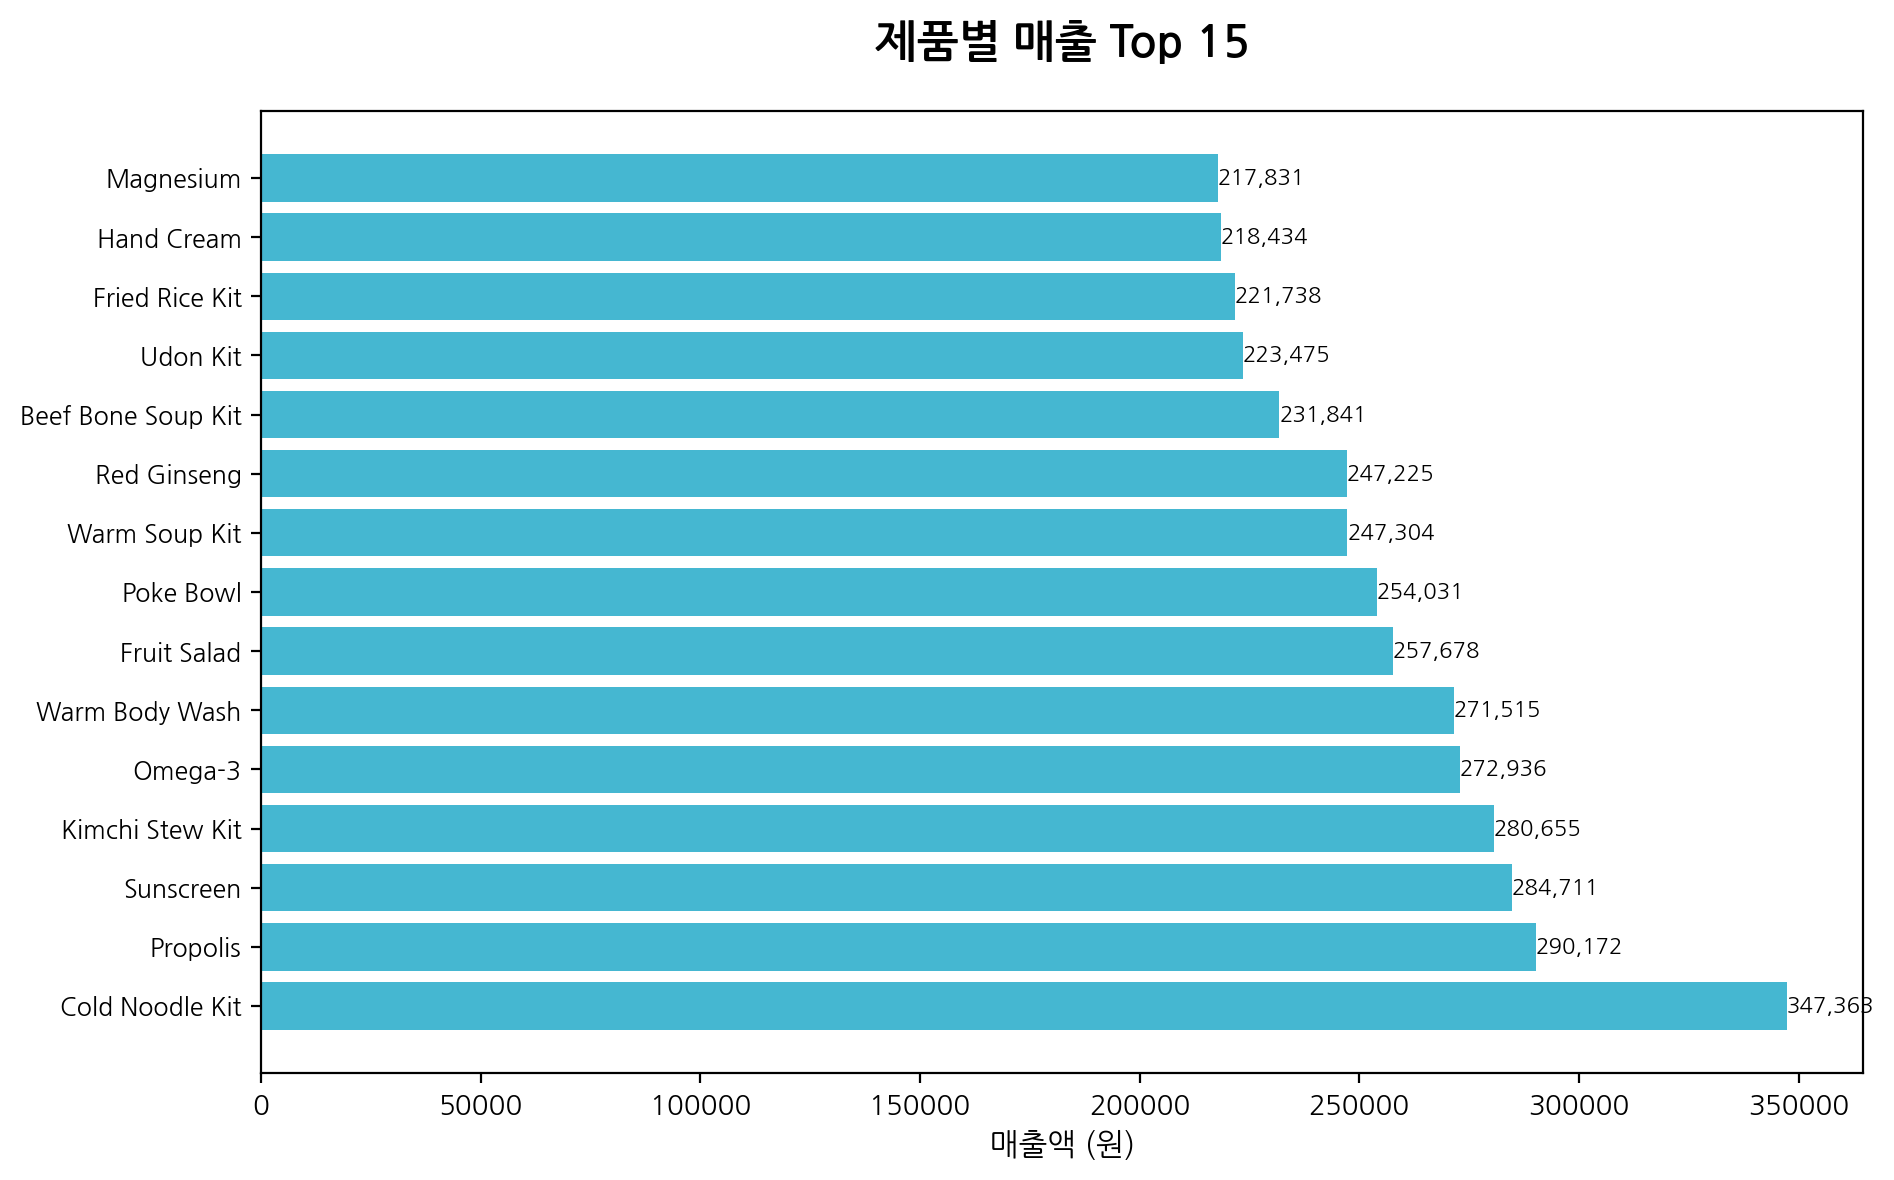 제품별 매출 Top 15
Magnesium 217,831
Hand Cream 218,434
Fried Rice Kit 221,738
Udon Kit 223,475
Beef Bone Soup Kit 231,841
Red Ginseng 247,225
Warm Soup Kit 247,304
Poke Bowl 254,031
Fruit Salad 257,678
Warm Body Wash 271,515
Omega-3 272,936
Kimchi Stew Kit 280,655
Sunscreen 284,711
Propolis 290,172
Cold Noodle Kit 347,363
0 50000 100000 150000 200000 250000 300000 350000
매출액 (원)